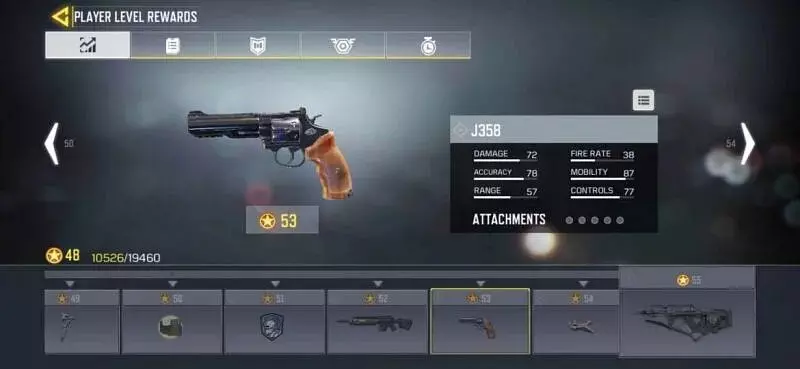 PLAYER LEVEL REWARDS
50
54
J358
DAMAGE 72 FIRE RATE 38
ACCURACY 78 MOBILITY 87
RANGE 57 CONTROLS 77
ATTACHMENTS
53
48 10526/19460
49 50 51 52 53 54 55